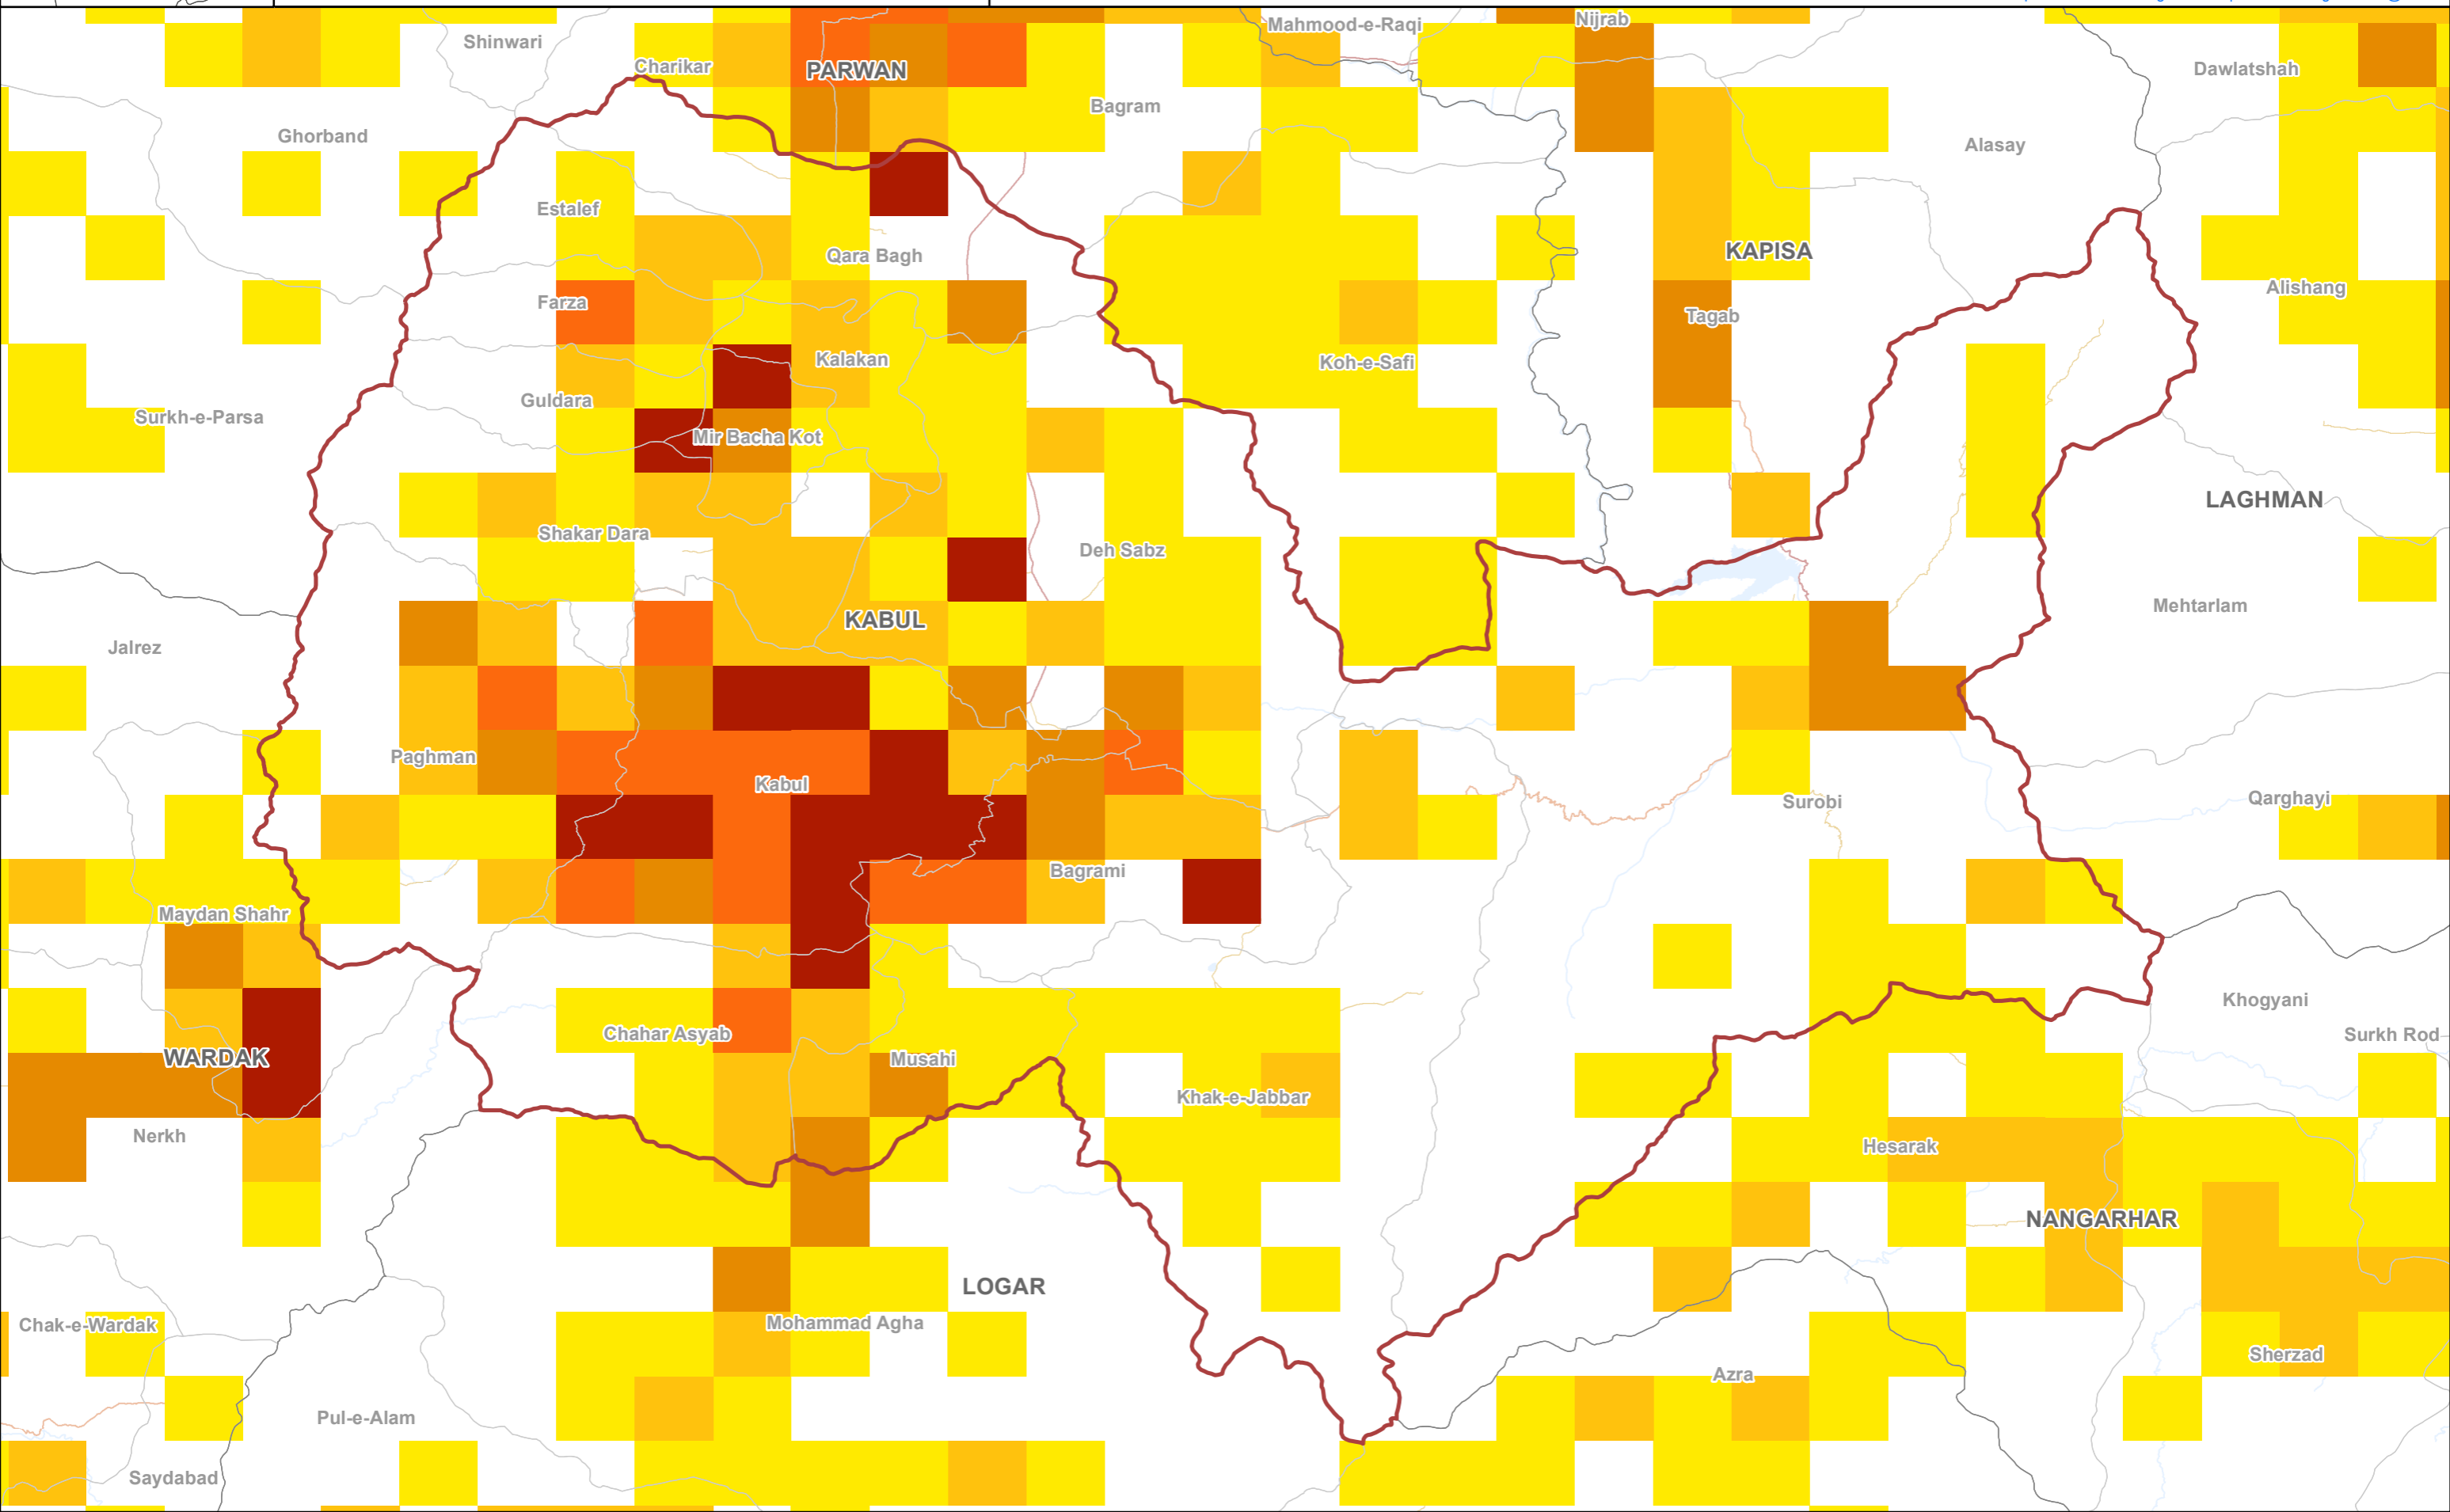 Mahmood-e-Raqi
Nijrab
Shinwari
Charikar
PARWAN
Dawlatshah
Bagram
Ghorband
Alasay
Estalef
Qara Bagh
KAPISA
Alishang
Farza
Tagab
Kalakan
Koh-e-Safi
Guldara
Surkh-e-Parsa
Mir Bacha Kot
LAGHMAN
Shakar Dara
Deh Sabz
Mehtarlam
KABUL
Jalrez
Paghman
Kabul
Surobi
Qarghayi
Bagrami
Maydan Shahr
Khogyani
Chahar Asyab
Surkh Rod
WARDAK
Musahi
Khak-e-Jabbar
Nerkh
Hesarak
NANGARHAR
LOGAR
Chak-e-Wardak
Mohammad Agha
Sherzad
Azra
Pul-e-Alam
Saydabad